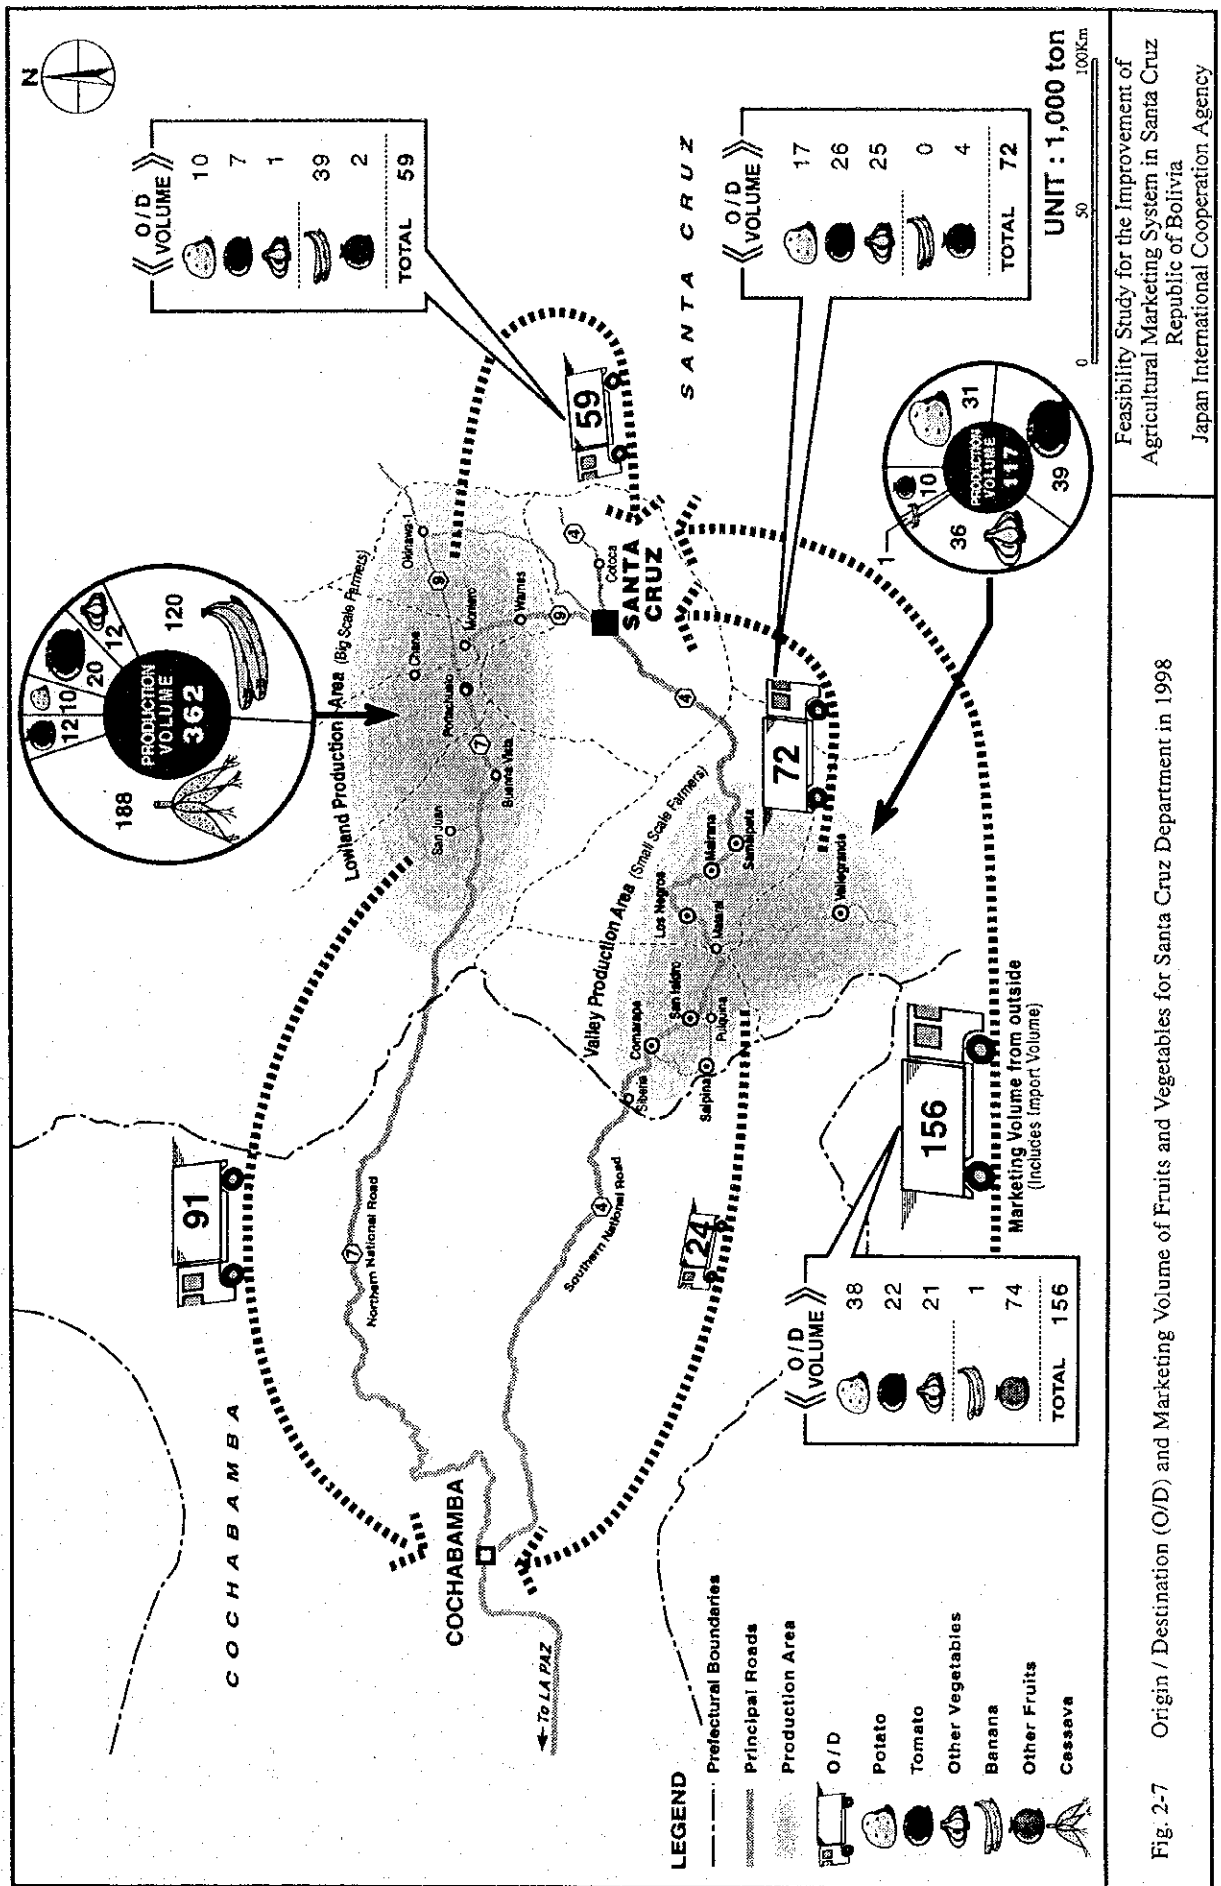 N
《 O/D VOLUME 》
10
7
1
39
2
TOTAL 59
PRODUCTION VOLUME
362
12
10
20
12
120
188
59
SANTA CRUZ
COCHABAMBA
Lowland Production Area (Big Scale Farmers)
Okinawa-1
9
Chane
Montero
Portachuelo
Warnes
9
4
Cotoca
San Juan
7
Buena Vista
SANTA
CRUZ
91
7
Northern National Road
4
Valley Production Area (Small Scale Farmers)
Siberia
Comarapa
San Isidro
Los Negros
Mairana
Samaipata
Mataral
Pulquina
Saipina
Vallegrande
4
Southern National Road
72
24
COCHABAMBA
← To LA PAZ
《 O/D VOLUME 》
17
26
25
0
4
TOTAL 72
PRODUCTION VOLUME
117
1
10
31
39
36
156
Marketing Volume from outside
(Includes Import Volume)
《 O/D VOLUME 》
38
22
21
1
74
TOTAL 156
UNIT : 1,000 ton
0 50 100Km
LEGEND
Prefectural Boundaries
Principal Roads
Production Area
O/D
Potato
Tomato
Other Vegetables
Banana
Other Fruits
Cassava
Fig. 2-7 Origin / Destination (O/D) and Marketing Volume of Fruits and Vegetables for Santa Cruz Department in 1998
Feasibility Study for the Improvement of
Agricultural Marketing System in Santa Cruz
Republic of Bolivia
Japan International Cooperation Agency